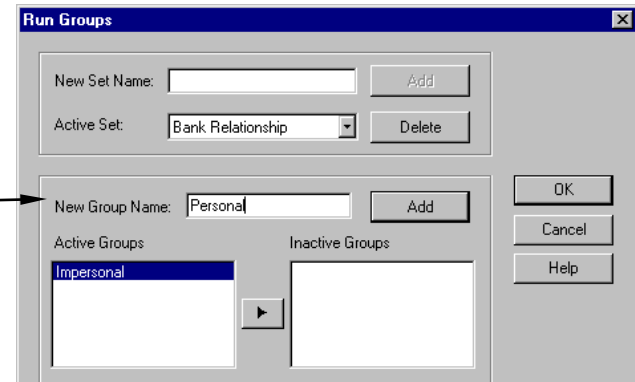 Run Groups
New Set Name: Add
Active Set: Bank Relationship Delete
New Group Name: Personal Add
Active Groups Inactive Groups
Impersonal
OK
Cancel
Help